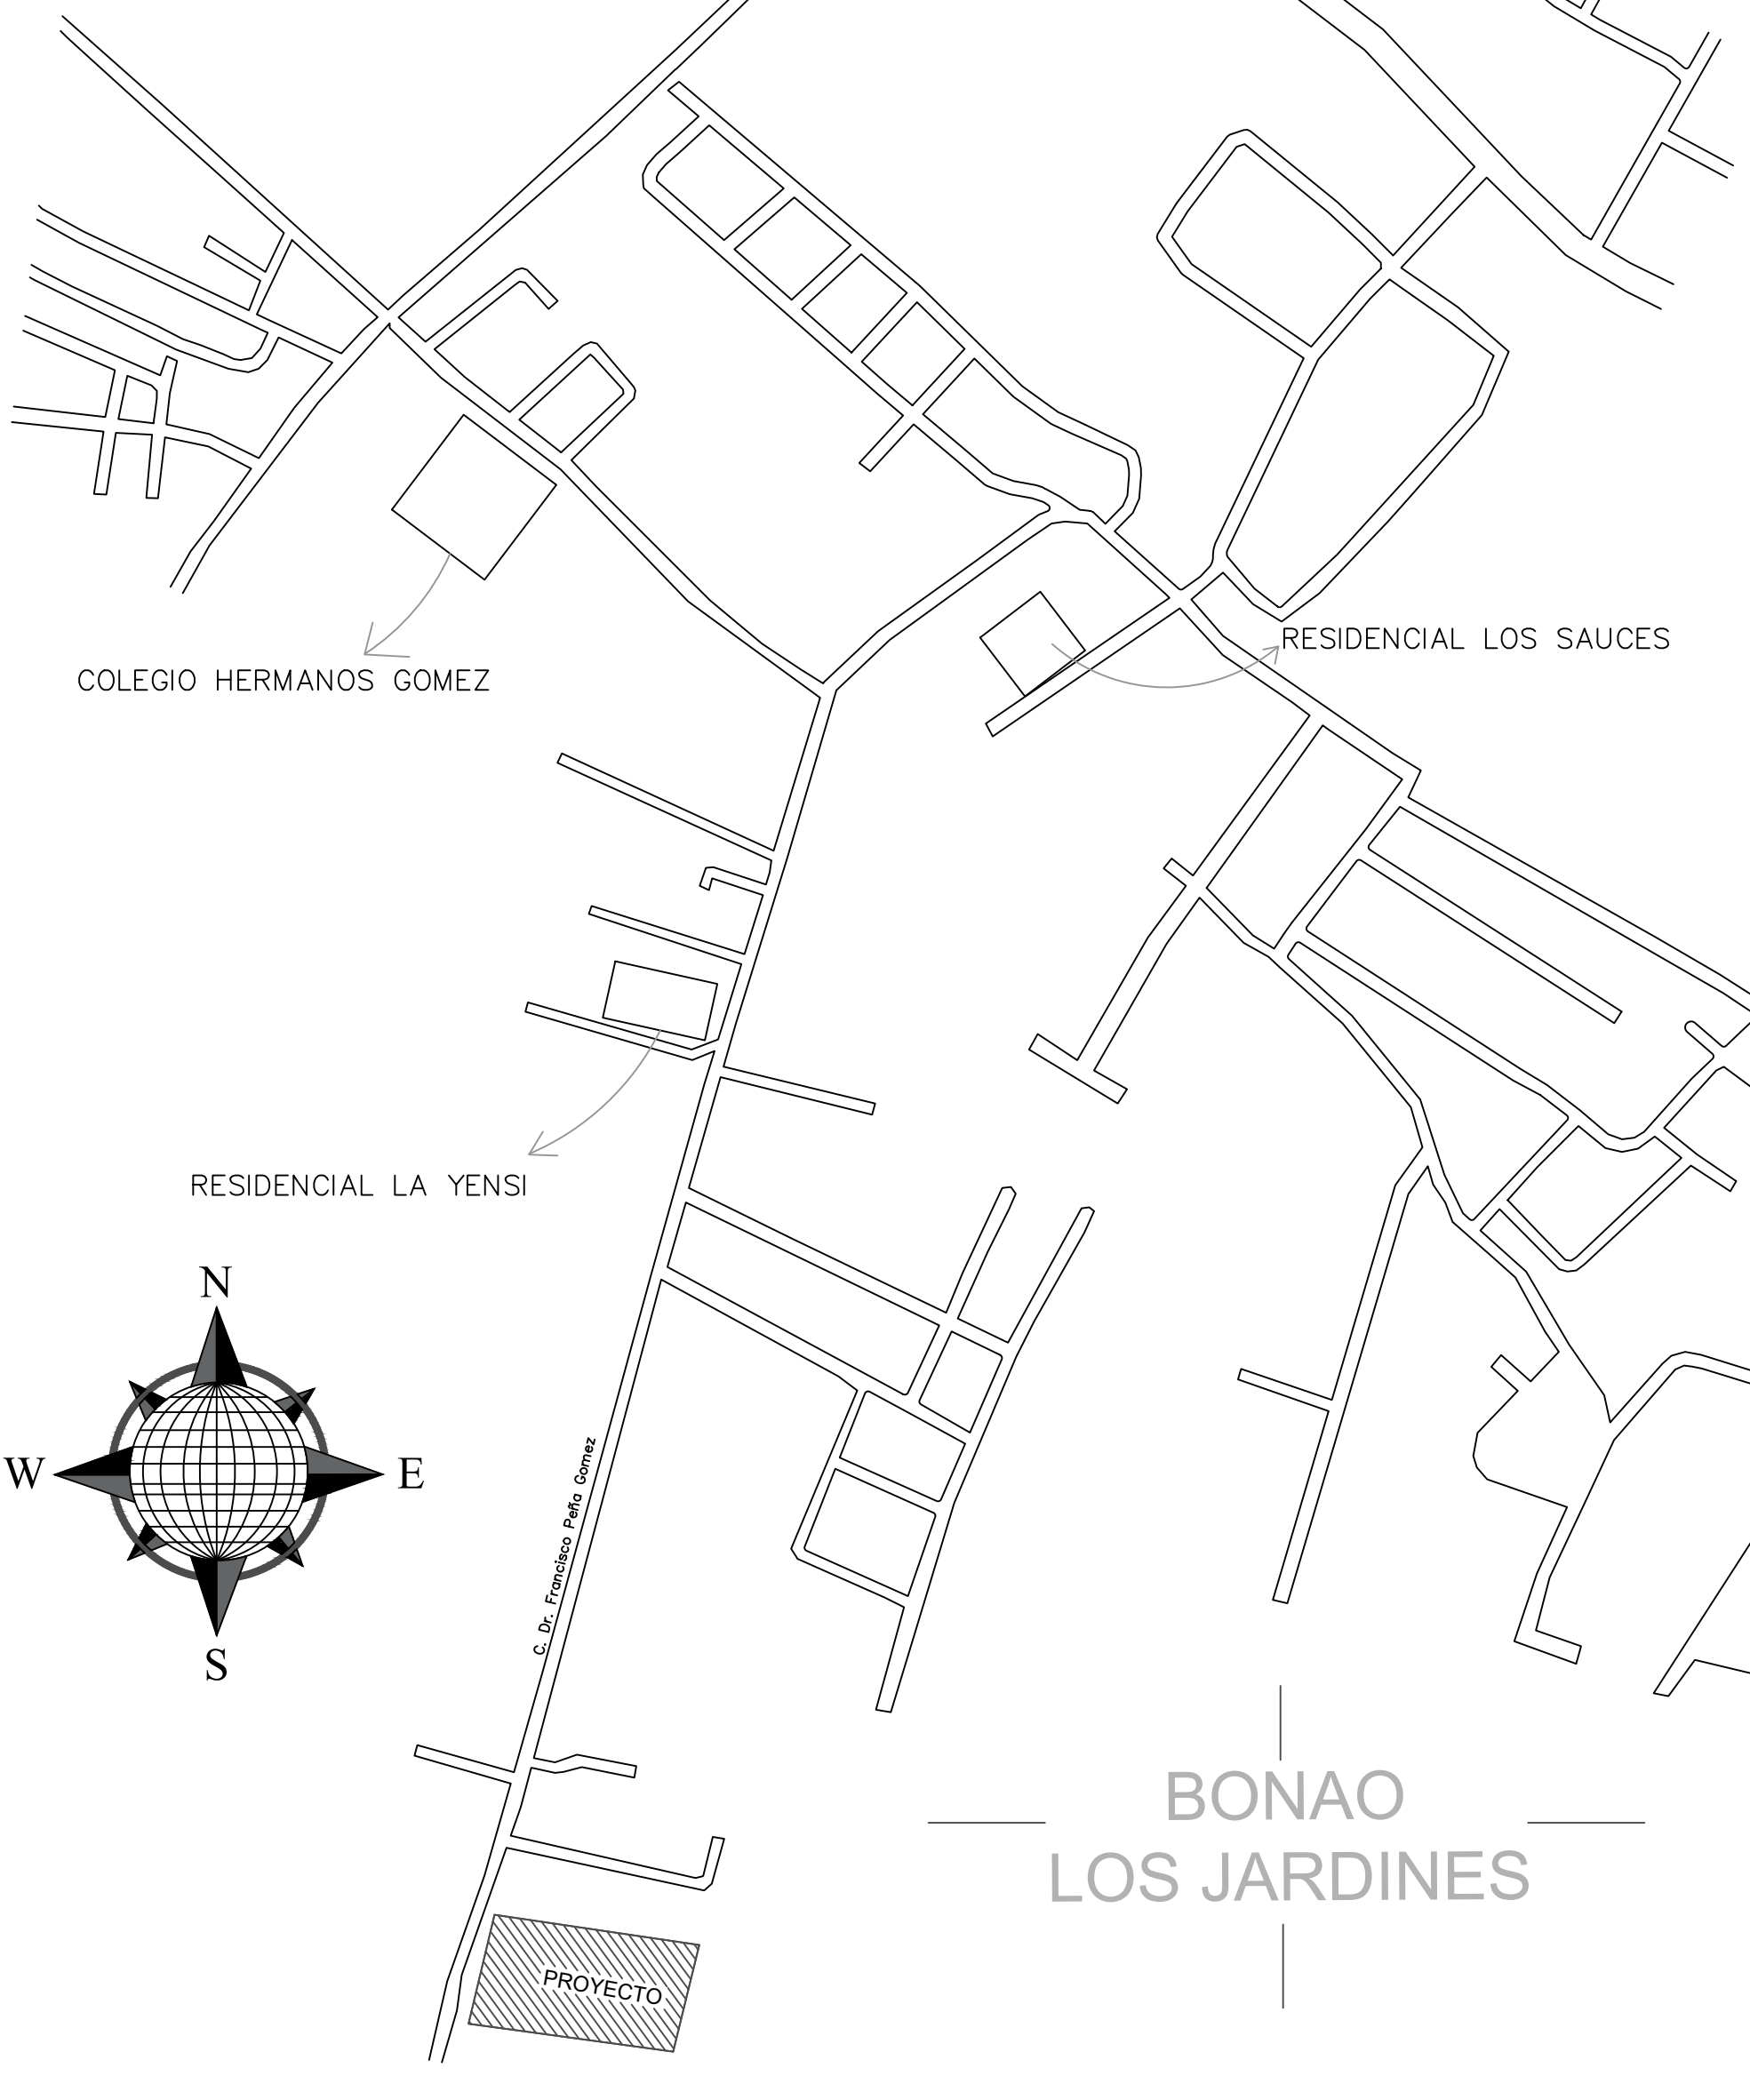 RESIDENCIAL LOS SAUCES
COLEGIO HERMANOS GOMEZ
RESIDENCIAL LA YENSI
N
W
E
S
C. Dr. Francisco Peña Gomez
BONAO
LOS JARDINES
PROYECTO